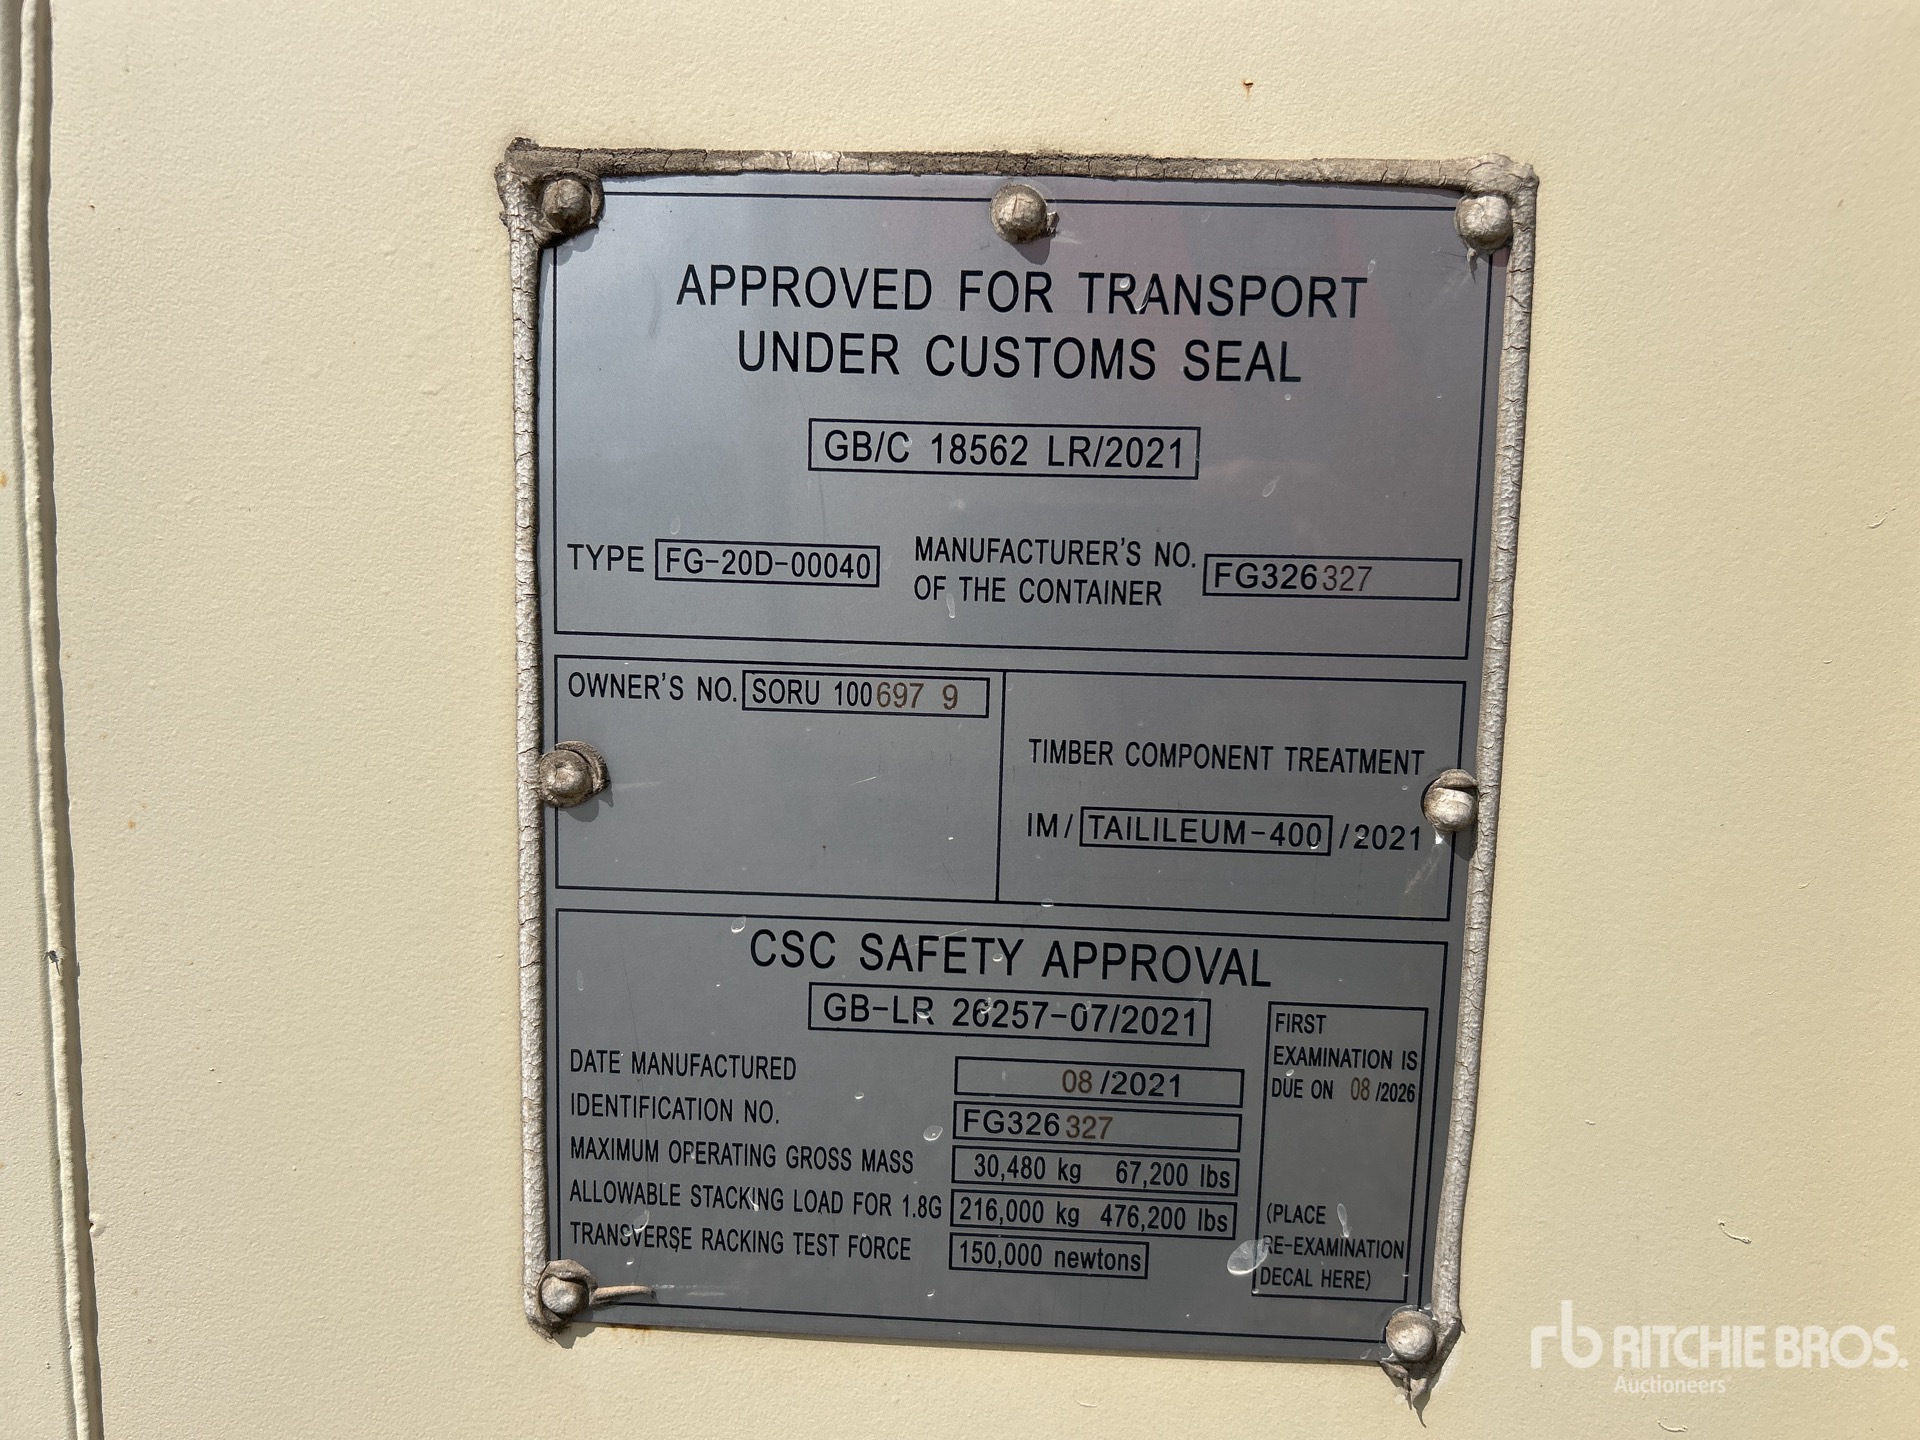 APPROVED FOR TRANSPORT
UNDER CUSTOMS SEAL
GB/C 18562 LR/2021
TYPE FG-20D-00040
MANUFACTURER'S NO.
OF THE CONTAINER
FG326327
OWNER'S NO. SORU 100697 9
TIMBER COMPONENT TREATMENT
IM/ TAILILEUM-400 /2021
CSC SAFETY APPROVAL
GB-LR 26257-07/2021
DATE MANUFACTURED 08/2021
IDENTIFICATION NO. FG326327
MAXIMUM OPERATING GROSS MASS 30,480 kg 67,200 lbs
ALLOWABLE STACKING LOAD FOR 1.8G 216,000 kg 476,200 lbs
TRANSVERSE RACKING TEST FORCE 150,000 newtons
FIRST
EXAMINATION IS
DUE ON 08/2026
(PLACE
RE-EXAMINATION
DECAL HERE)
rb RITCHIE BROS.
Auctioneers